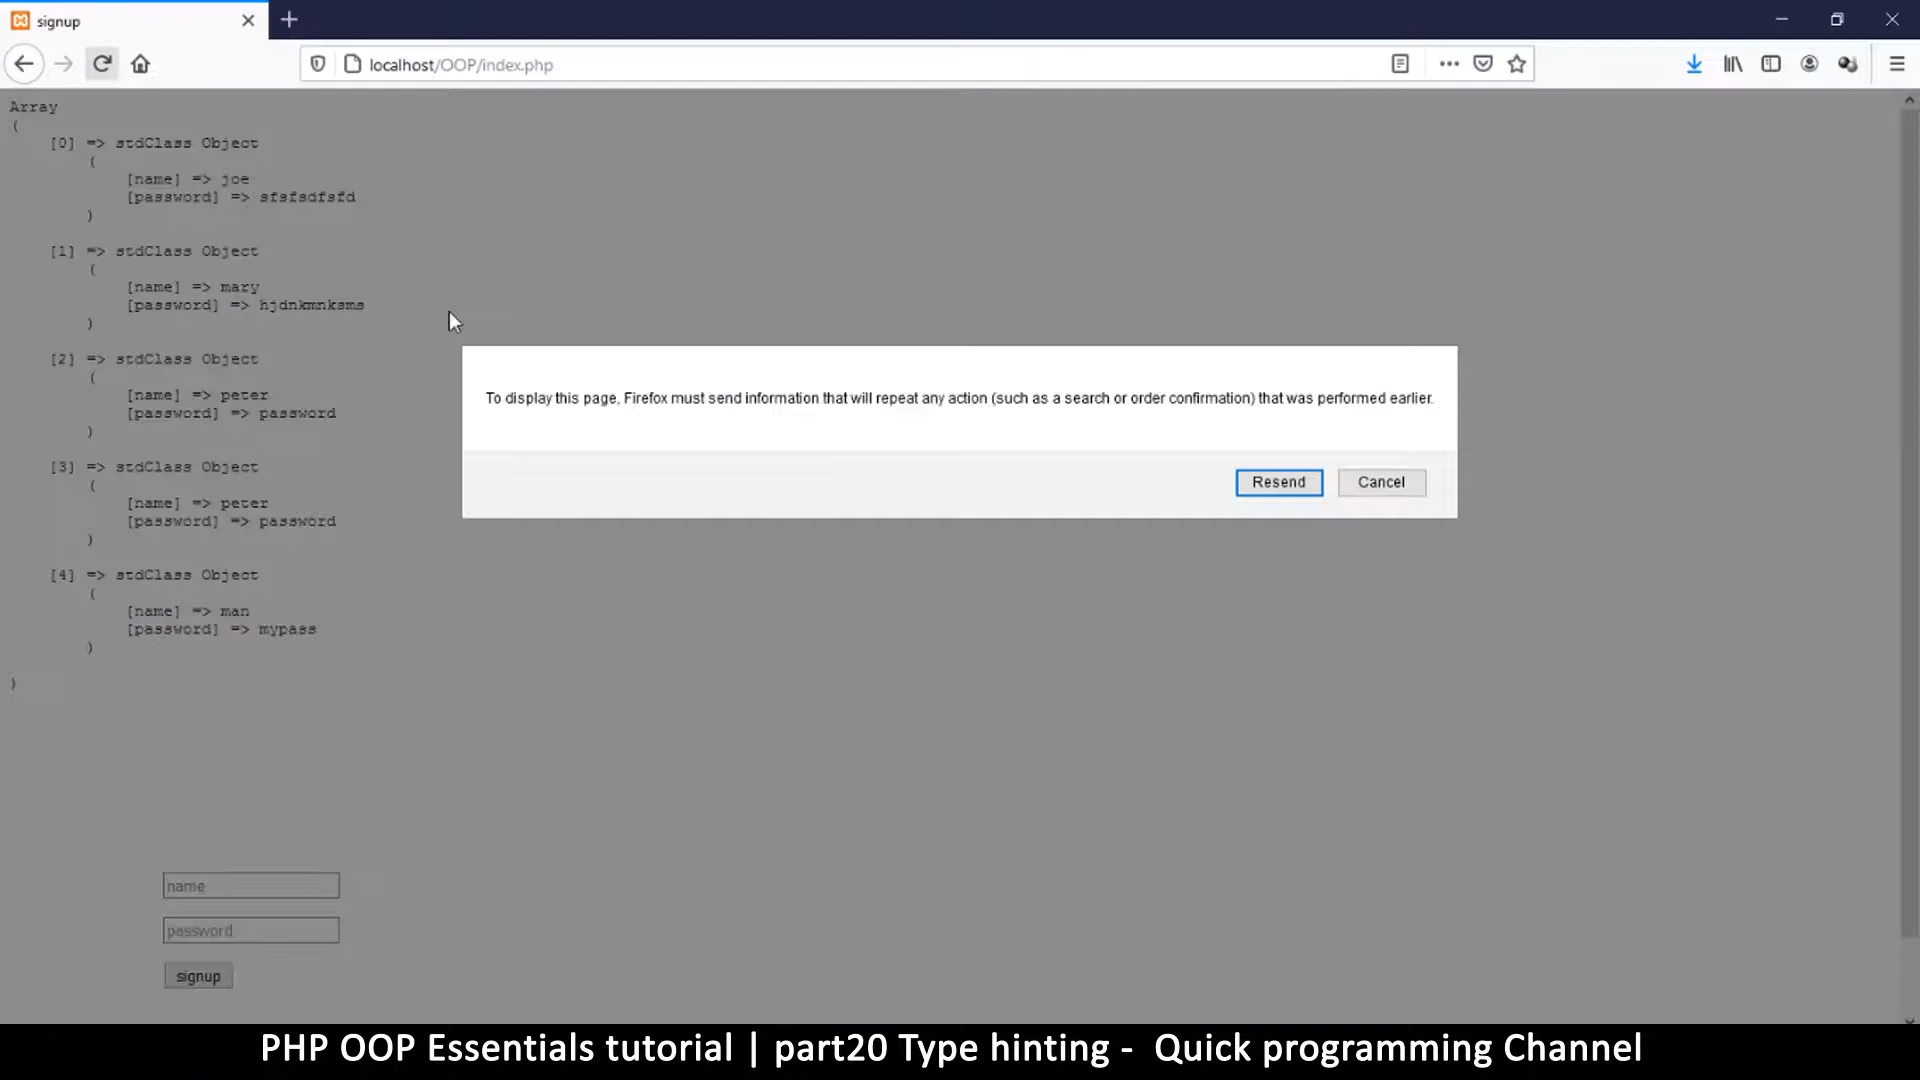 signup
localhost/OOP/index.php
Array
(
[0] => stdClass Object
(
[name] => joe
[password] => sfsfsdfsfd
)
[1] => stdClass Object
(
[name] => mary
[password] => hjdnkmnksms
)
[2] => stdClass Object
(
[name] => peter
[password] => password
)
[3] => stdClass Object
(
[name] => peter
[password] => password
)
[4] => stdClass Object
(
[name] => man
[password] => mypass
)
)
To display this page, Firefox must send information that will repeat any action (such as a search or order confirmation) that was performed earlier.
Resend Cancel
name
password
signup
PHP OOP Essentials tutorial | part20 Type hinting - Quick programming Channel